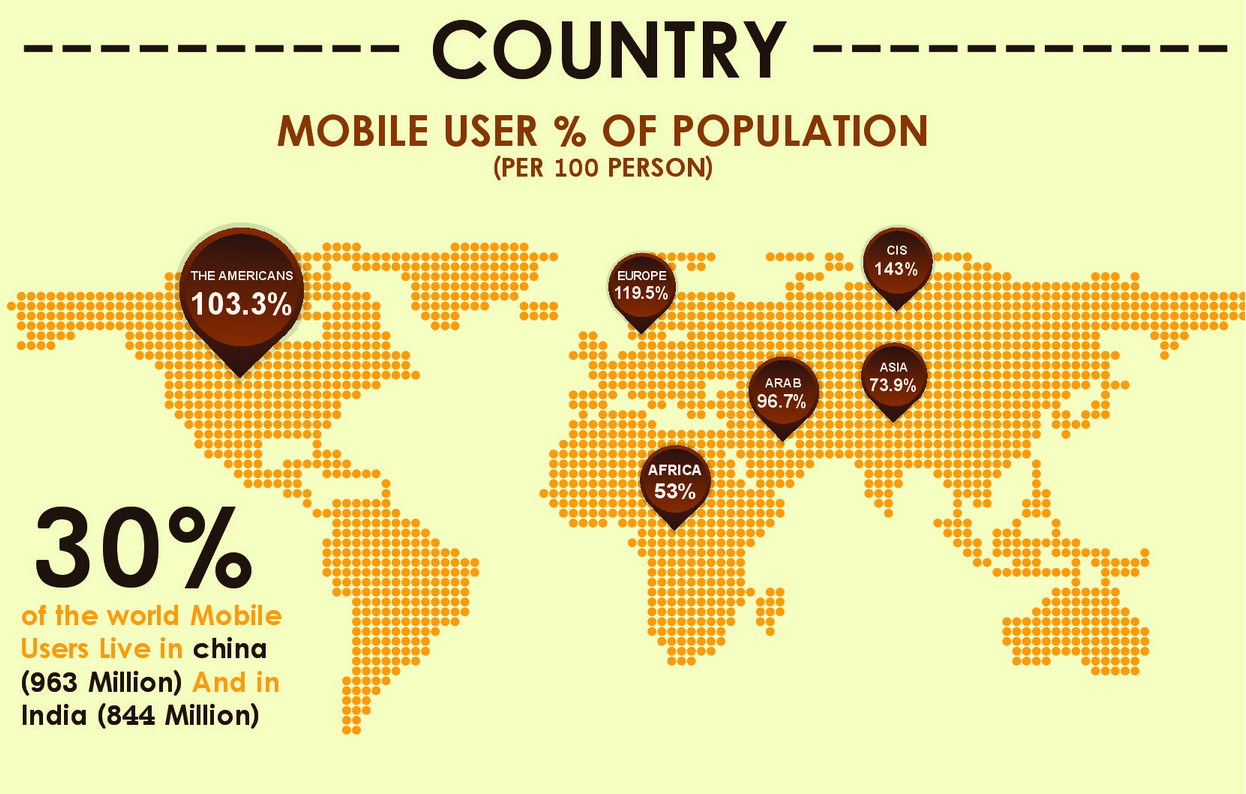 COUNTRY
MOBILE USER % OF POPULATION
(PER 100 PERSON)
THE AMERICANS
103.3%
EUROPE
119.5%
CIS
143%
ARAB
96.7%
ASIA
73.9%
AFRICA
53%
30%
of the world Mobile
Users Live in china
(963 Million) And in
India (844 Million)